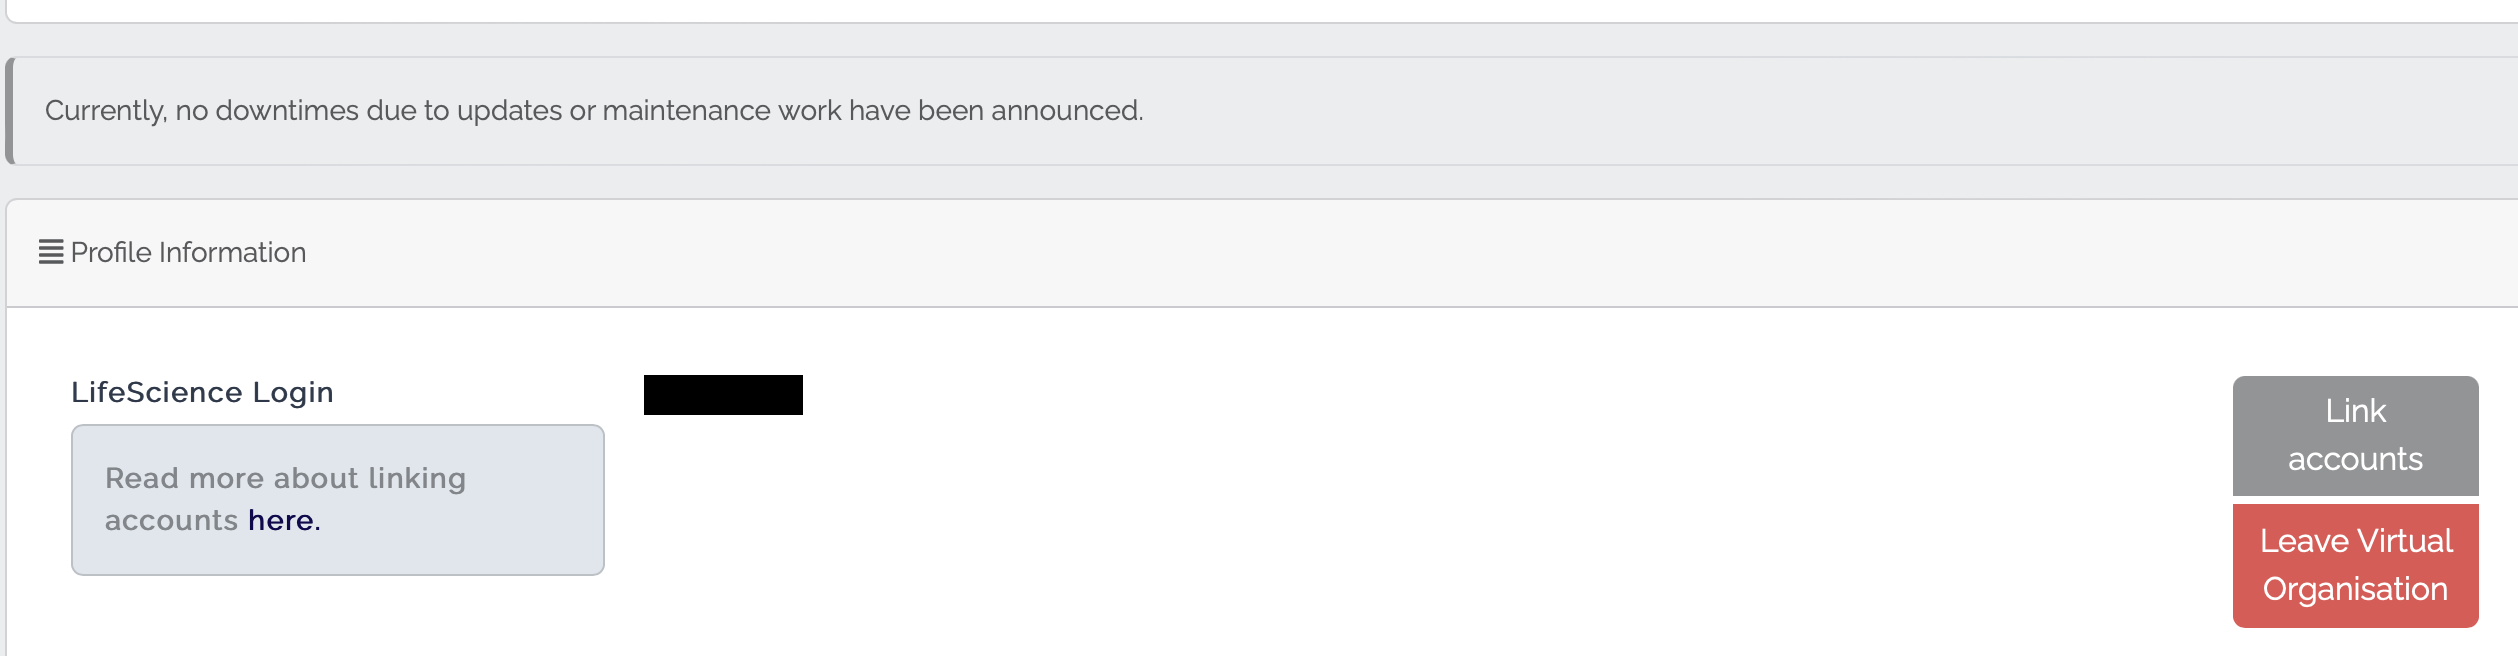 Currently, no downtimes due to updates or maintenance work have been announced.
Profile Information
LifeScience Login
Read more about linking
accounts here.
Link
accounts
Leave Virtual
Organisation